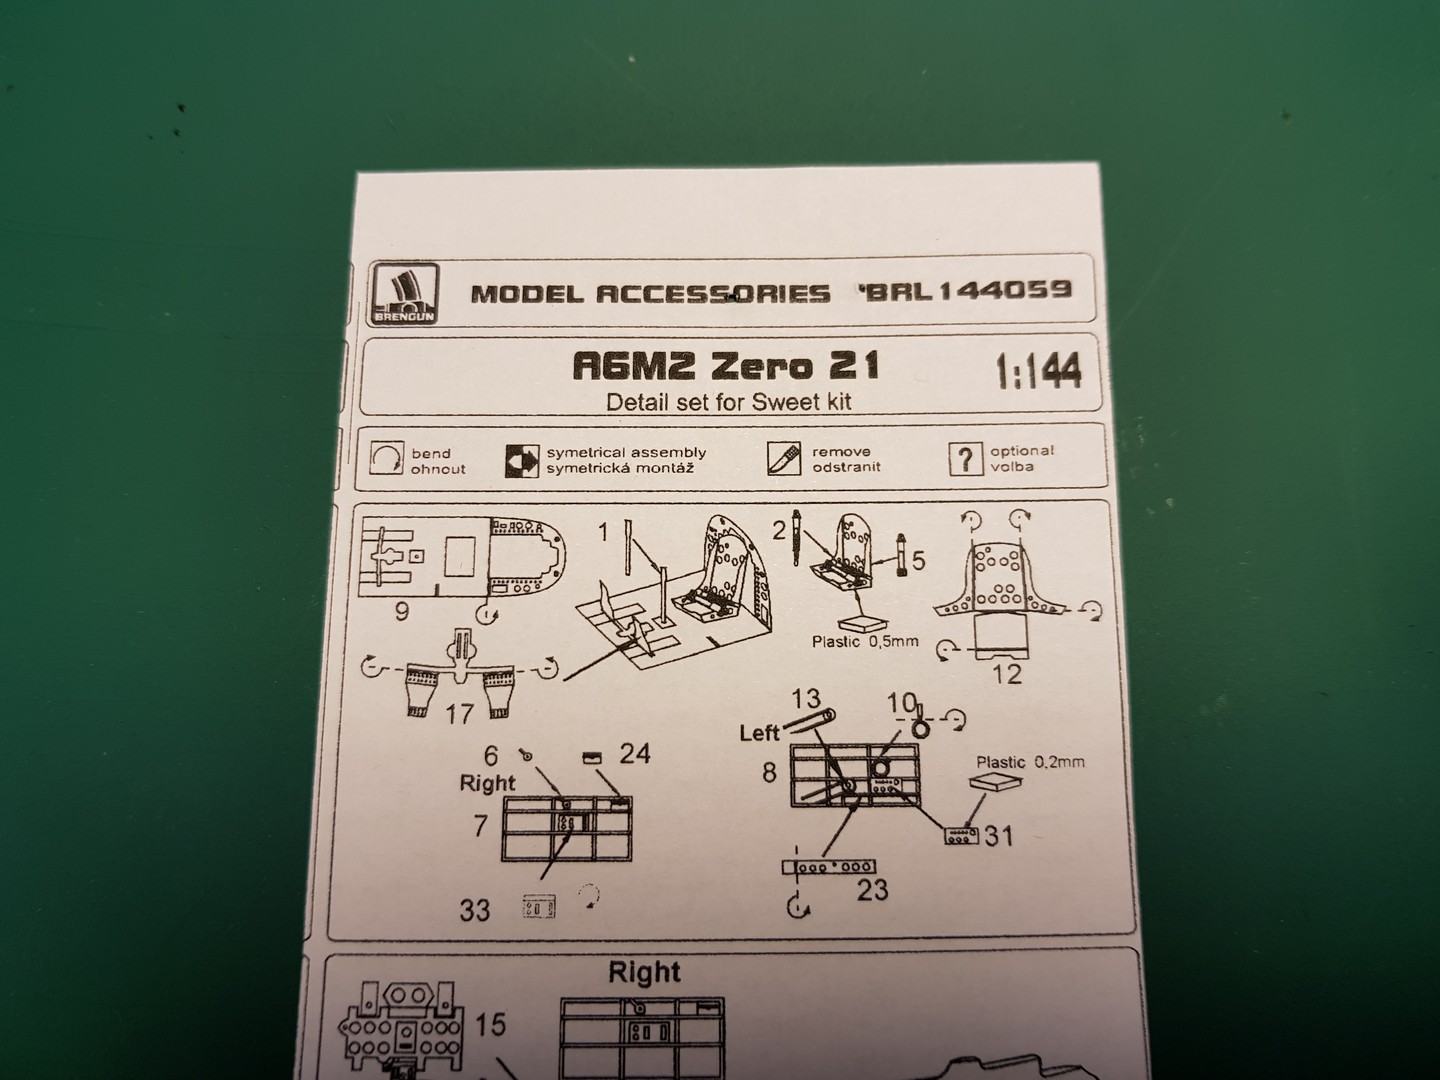 BRENGUN
MODEL ACCESSORIES BRL144059
A6M2 Zero 21 1:144
Detail set for Sweet kit
bend
ohnout
symetrical assembly
symetrická montáž
remove
odstranit
?
optional
volba
9
1
2
5
Plastic 0,5mm
12
17
6
24
Right
7
33
13
10
Left
8
Plastic 0,2mm
31
23
Right
15